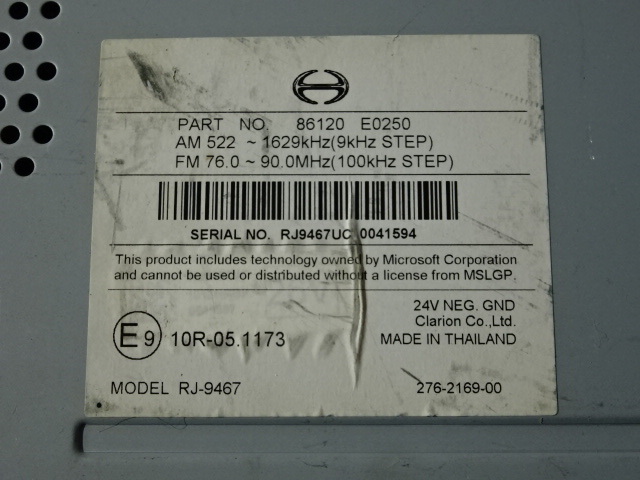 PART NO. 86120 E0250
AM 522 ~ 1629kHz(9kHz STEP)
FM 76.0 ~ 90.0MHz(100kHz STEP)
SERIAL NO. RJ9467UC 0041594
This product includes technology owned by Microsoft Corporation
and cannot be used or distributed without a license from MSLGP.
24V NEG. GND
Clarion Co.,Ltd.
E9 10R-05.1173
MADE IN THAILAND
MODEL RJ-9467
276-2169-00